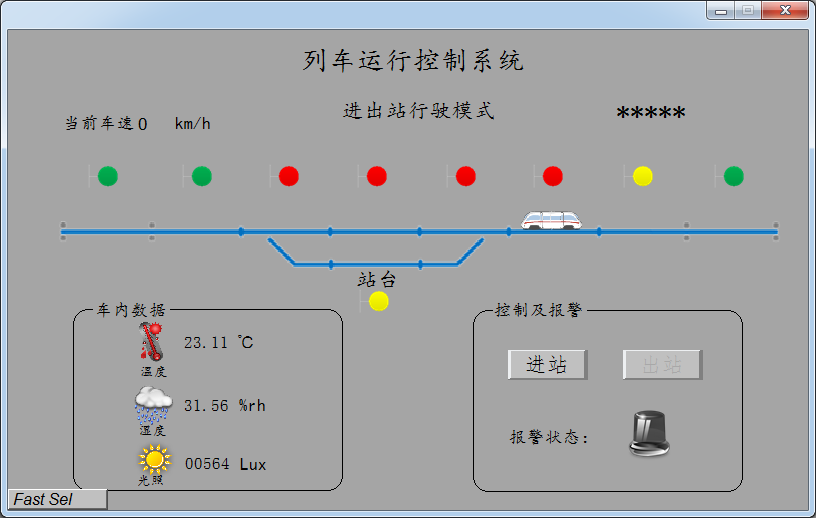 列车运行控制系统
进出站行驶模式
*****
当前车速0 km/h
站台
车内数据
23.11 ℃
温度
31.56 %rh
湿度
00564 Lux
光照
控制及报警
进站
出站
报警状态:
Fast Sel